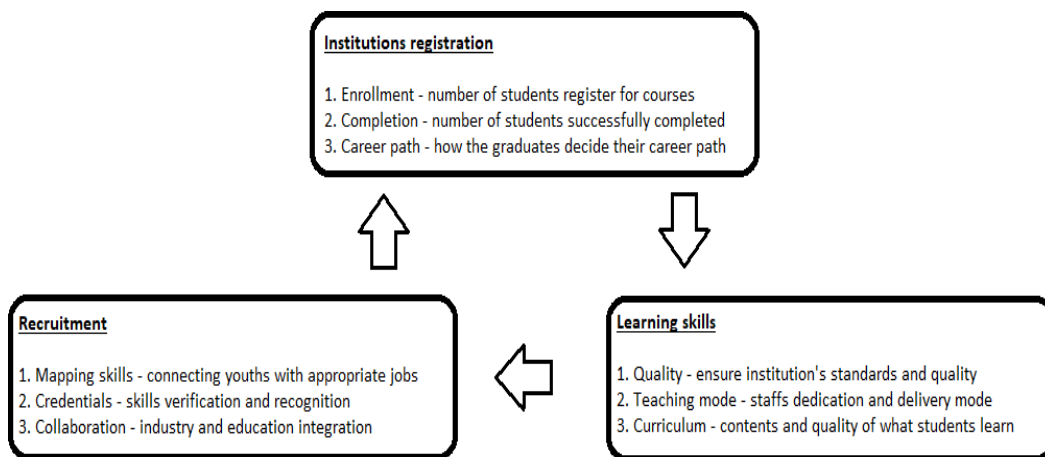 Institutions registration
1. Enrollment - number of students register for courses
2. Completion - number of students successfully completed
3. Career path - how the graduates decide their career path
Recruitment
1. Mapping skills - connecting youths with appropriate jobs
2. Credentials - skills verification and recognition
3. Collaboration - industry and education integration
Learning skills
1. Quality - ensure institution's standards and quality
2. Teaching mode - staffs dedication and delivery mode
3. Curriculum - contents and quality of what students learn